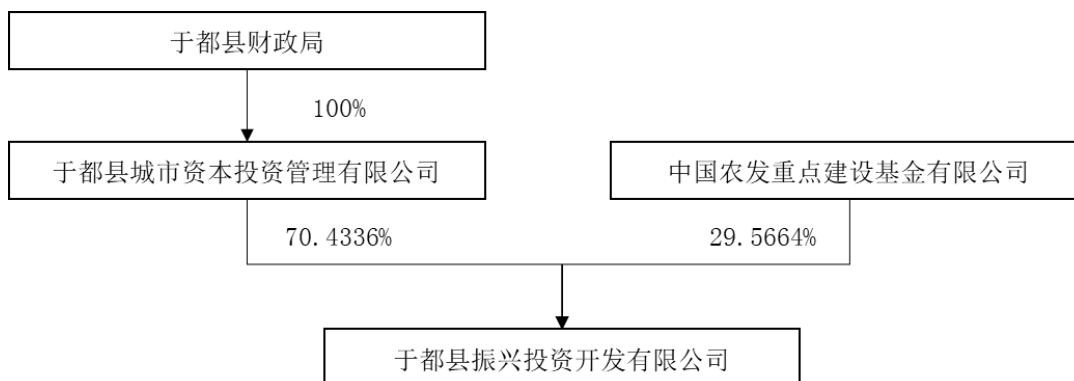 于都县财政局
100%
于都县城市资本投资管理有限公司
中国农发重点建设基金有限公司
70.4336%
29.5664%
于都县振兴投资开发有限公司